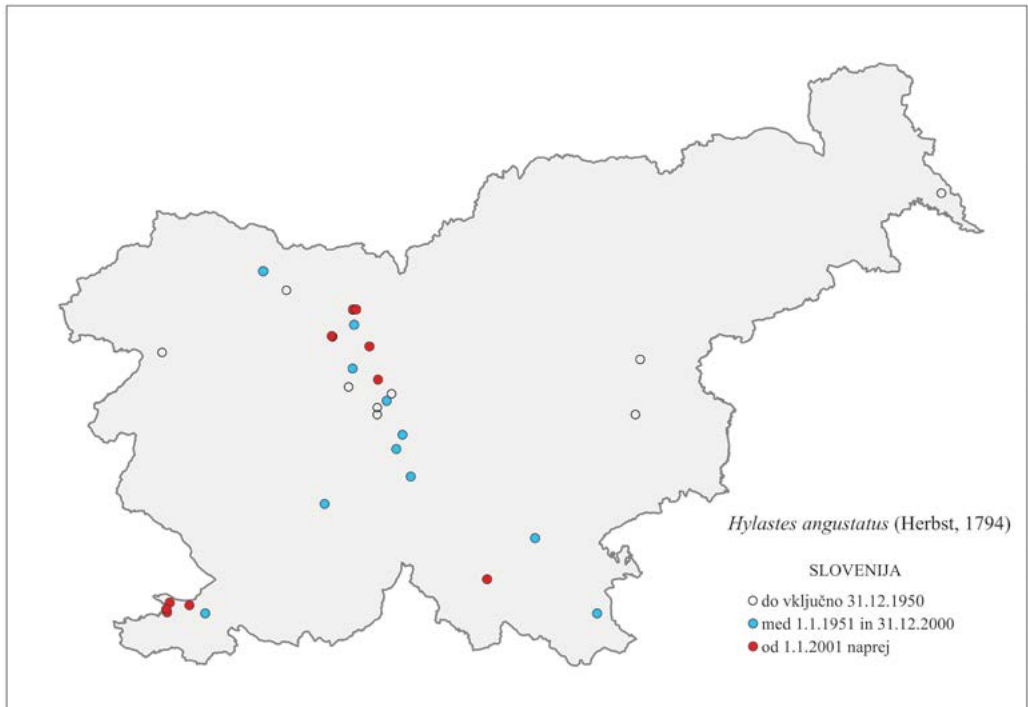 Hylastes angustatus (Herbst, 1794)
SLOVENIJA
do vključno 31.12.1950
med 1.1.1951 in 31.12.2000
od 1.1.2001 naprej